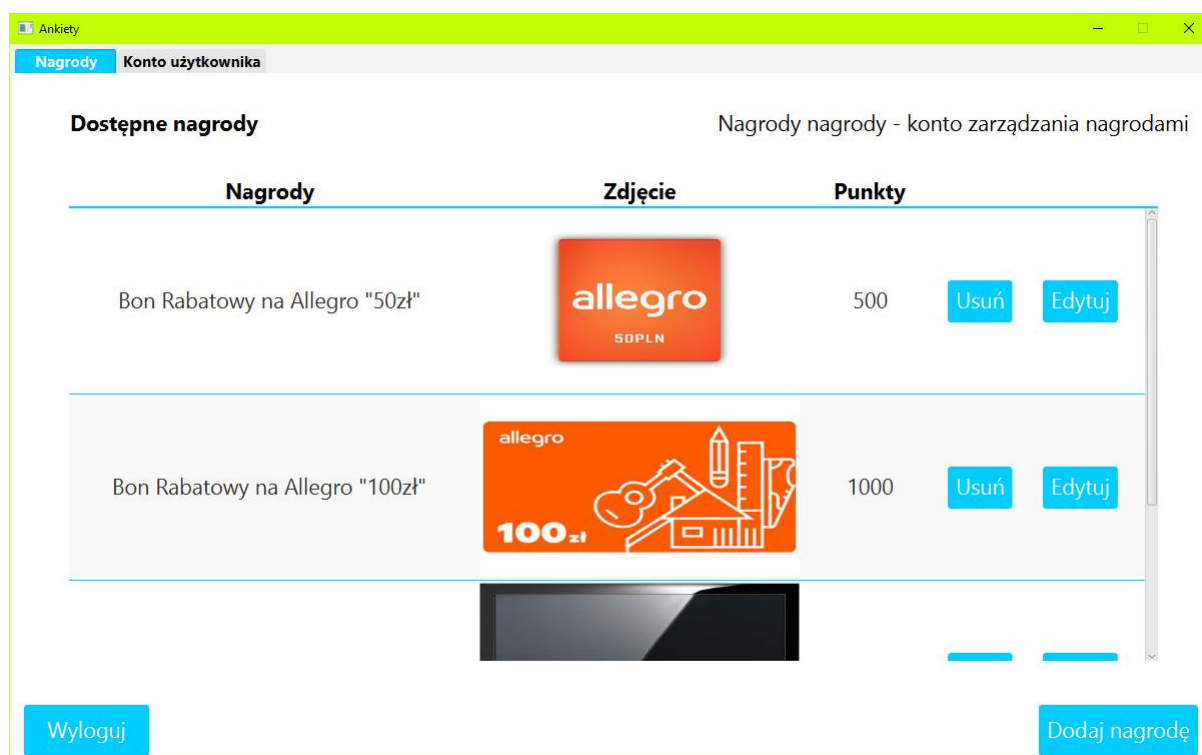 Ankiety
Nagrody Konto użytkownika
Dostępne nagrody Nagrody nagrody - konto zarządzania nagrodami
Nagrody Zdjęcie Punkty
allegro
50PLN
Bon Rabatowy na Allegro "50zł" 500 Usuń Edytuj
allegro
100zł
Bon Rabatowy na Allegro "100zł" 1000 Usuń Edytuj
Wyloguj Dodaj nagrodę